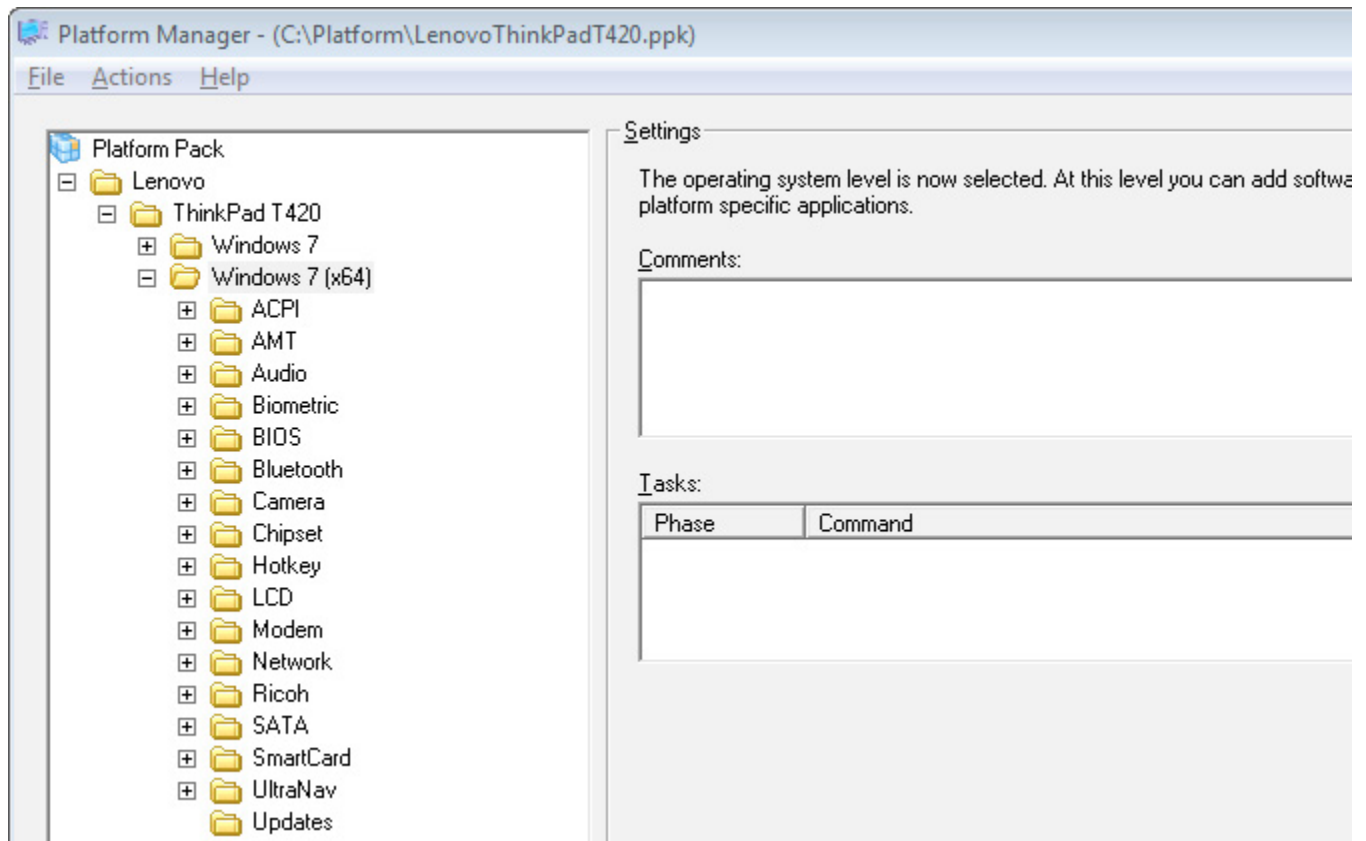 Platform Manager - (C:\Platform\LenovoThinkPadT420.ppk)
File Actions Help
Platform Pack
Lenovo
ThinkPad T420
Windows 7
Windows 7 (x64)
ACPI
AMT
Audio
Biometric
BIOS
Bluetooth
Camera
Chipset
Hotkey
LCD
Modem
Network
Ricoh
SATA
SmartCard
UltraNav
Updates
Settings
The operating system level is now selected. At this level you can add softwa
platform specific applications.
Comments:
Tasks:
Phase Command